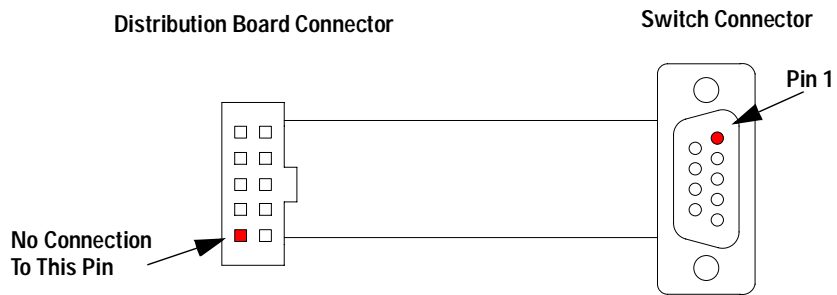 Distribution Board Connector
Switch Connector
Pin 1
No Connection
To This Pin